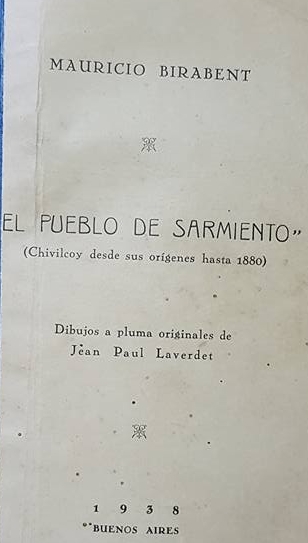 MAURICIO BIRABENT
EL PUEBLO DE SARMIENTO"
(Chivilcoy desde sus orígenes hasta 1880)
Dibujos a pluma originales de
Jean Paul Laverdet
1 9 3 8
BUENOS AIRES